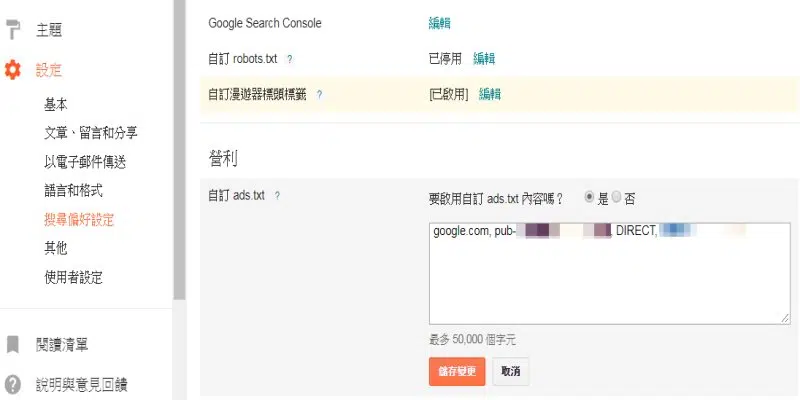 主題
設定
基本
文章、留言和分享
以電子郵件傳送
語言和格式
搜尋偏好設定
其他
使用者設定
閱讀清單
說明與意見回饋
Google Search Console 編輯
自訂 robots.txt ? 已停用 編輯
自訂漫遊器標頭標籤 ? [已啟用] 編輯
營利
自訂 ads.txt ? 要啟用自訂 ads.txt 內容嗎？ 是 否
google.com, pub- DIRECT,
最多 50,000 個字元
儲存變更 取消